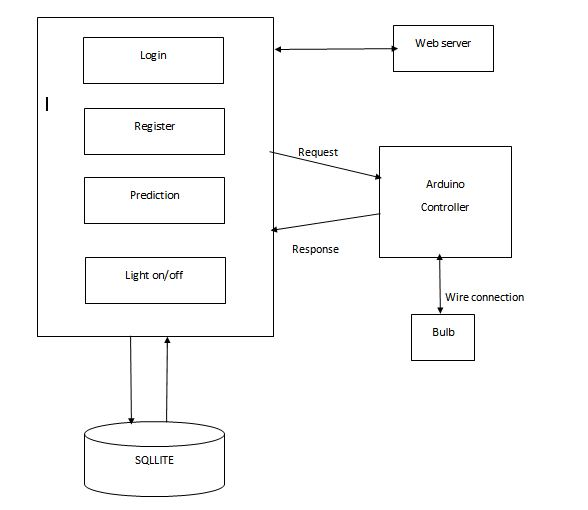 Login
Web server
Register
Request
Prediction
Arduino
Controller
Response
Light on/off
Wire connection
Bulb
SQLLITE